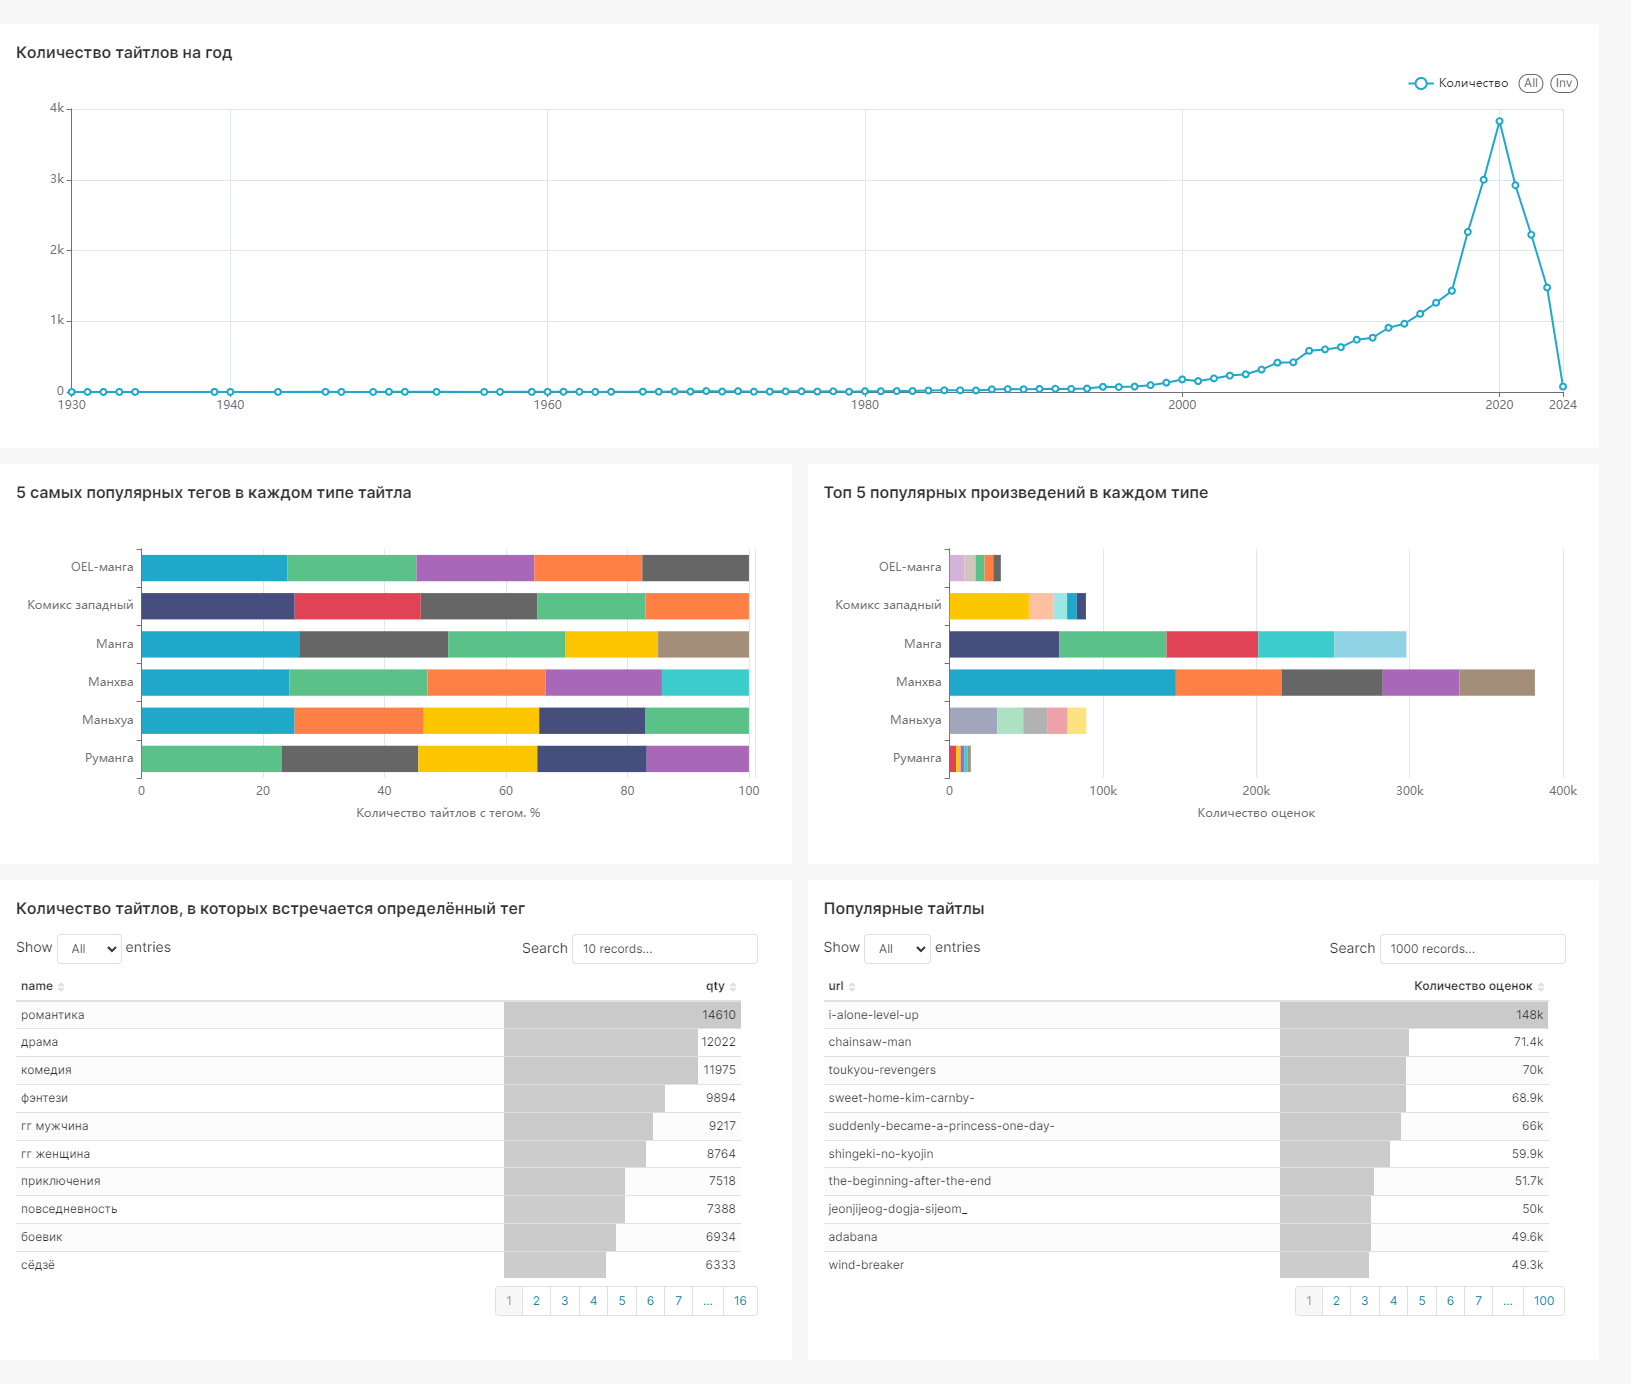 Количество тайтлов на год
Количество All Inv
4k
3k
2k
1k
0
1930 1940 1960 1980 2000 2020 2024
5 самых популярных тегов в каждом типе тайтла
OEL-манга
Комикс западный
Манга
Манхва
Маньхуа
Руманга
0 20 40 60 80 100
Количество тайтлов с тегом. %
Топ 5 популярных произведений в каждом типе
OEL-манга
Комикс западный
Манга
Манхва
Маньхуа
Руманга
0 100k 200k 300k 400k
Количество оценок
Количество тайтлов, в которых встречается определённый тег
Show All entries Search 10 records...
name qty
романтика 14610
драма 12022
комедия 11975
фэнтези 9894
гг мужчина 9217
гг женщина 8764
приключения 7518
повседневность 7388
боевик 6934
сёдзё 6333
1 2 3 4 5 6 7 ... 16
Популярные тайтлы
Show All entries Search 1000 records...
url Количество оценок
i-alone-level-up 148k
chainsaw-man 71.4k
toukyou-revengers 70k
sweet-home-kim-carnby- 68.9k
suddenly-became-a-princess-one-day- 66k
shingeki-no-kyojin 59.9k
the-beginning-after-the-end 51.7k
jeonjijeog-dogja-sijeom_ 50k
adabana 49.6k
wind-breaker 49.3k
1 2 3 4 5 6 7 ... 100